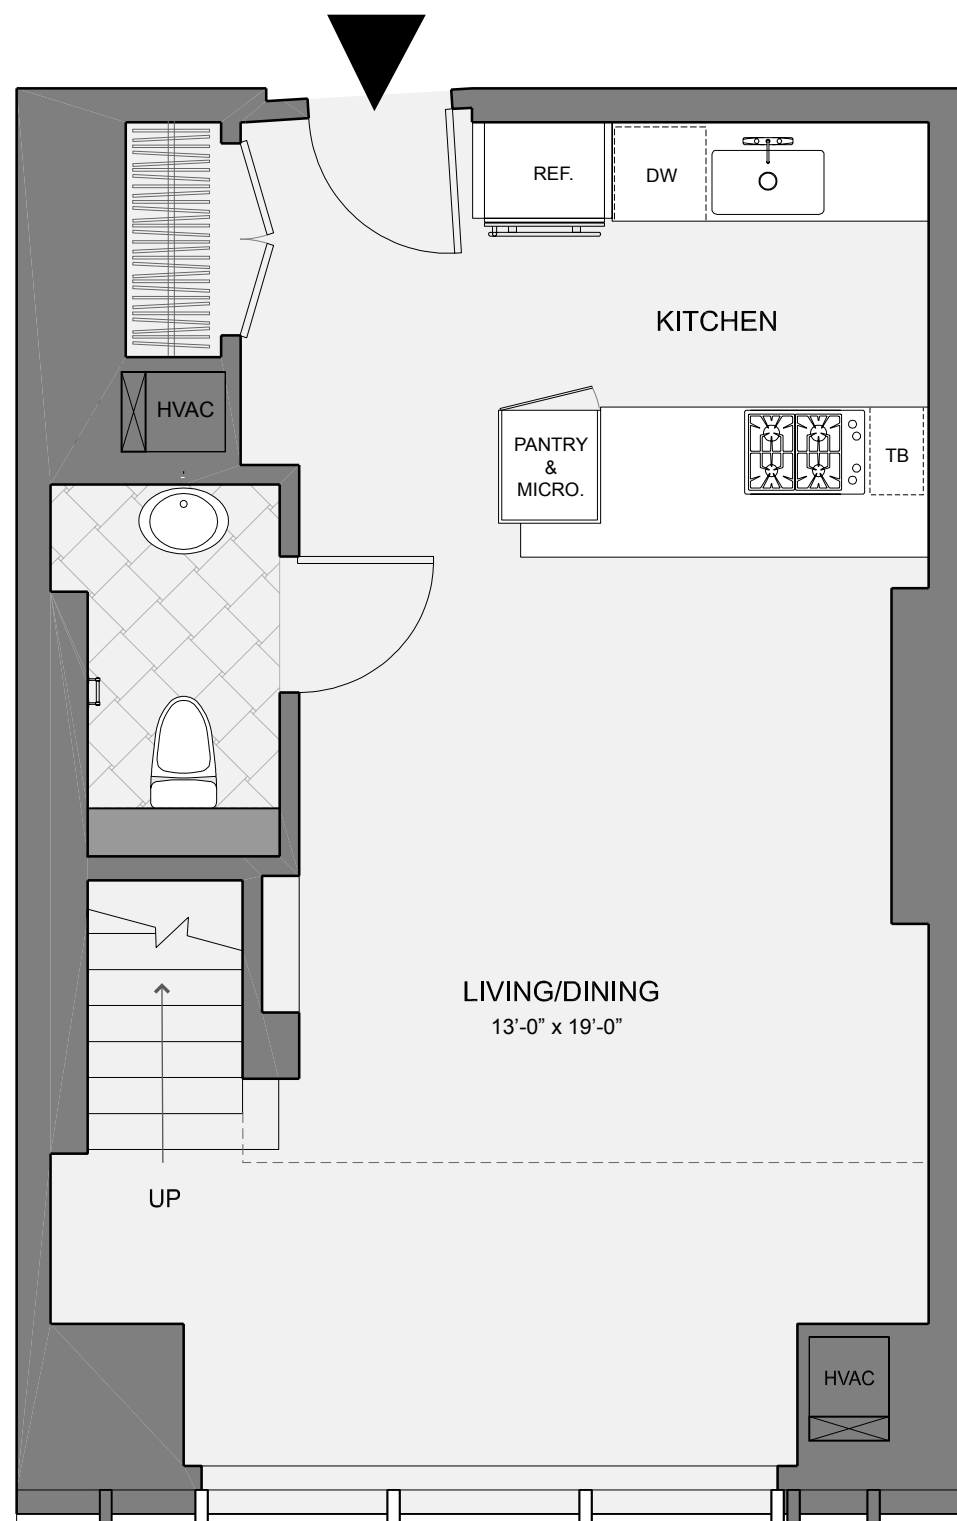 REF.
DW
KITCHEN
HVAC
PANTRY
&
MICRO.
TB
LIVING/DINING
13'-0” x 19'-0”
UP
HVAC